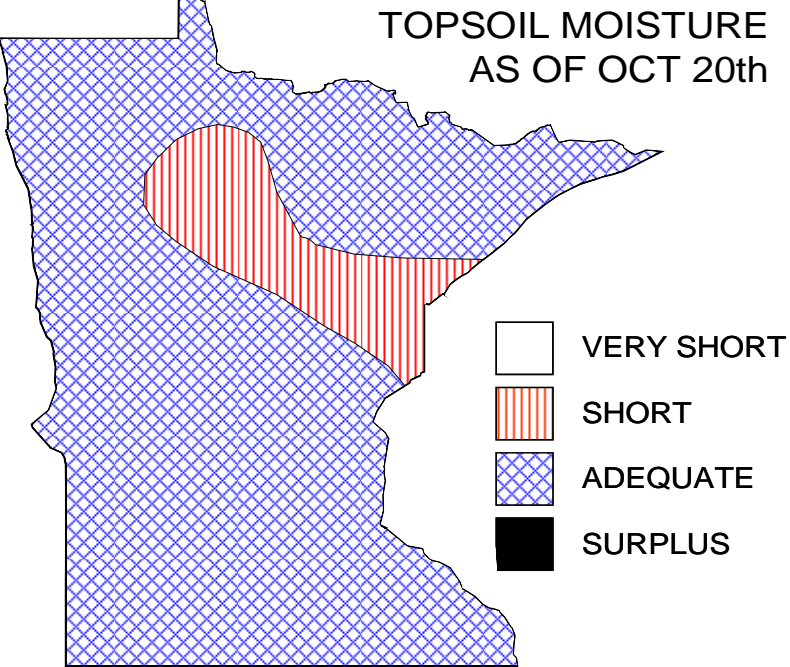 TOPSOIL MOISTURE
AS OF OCT 20th
VERY SHORT
SHORT
ADEQUATE
SURPLUS